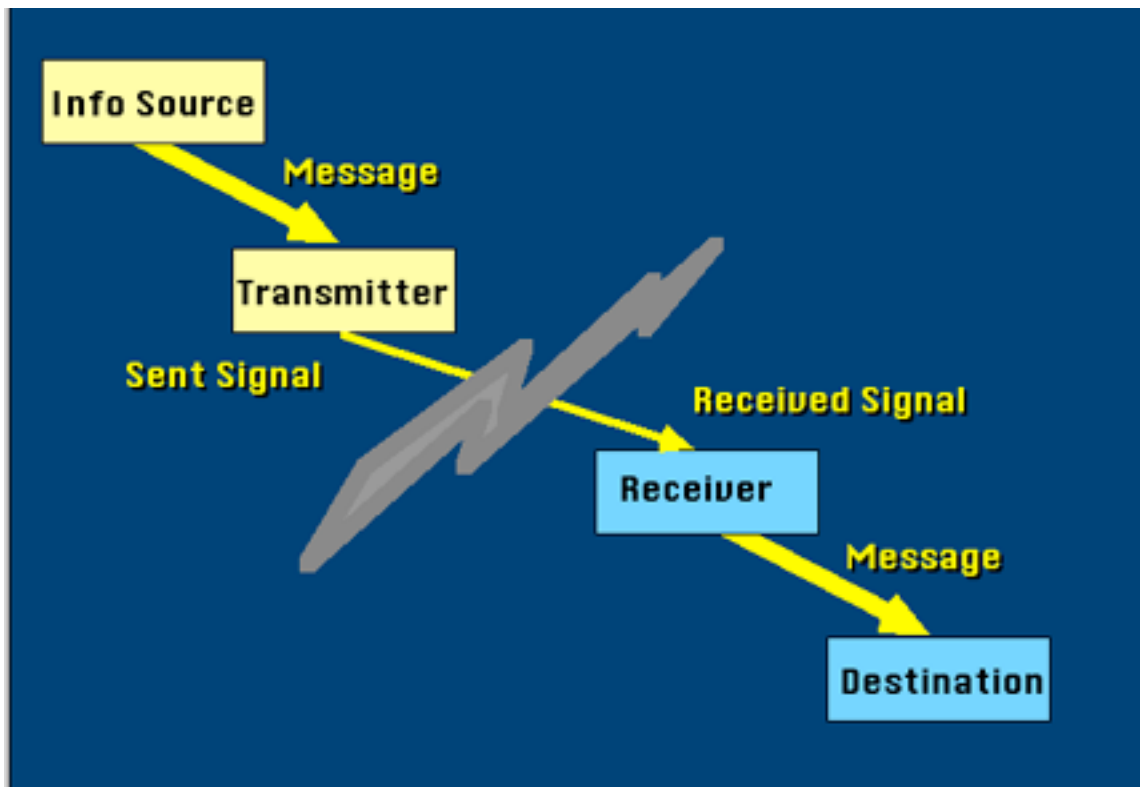 Info Source
Message
Transmitter
Sent Signal
Received Signal
Receiver
Message
Destination